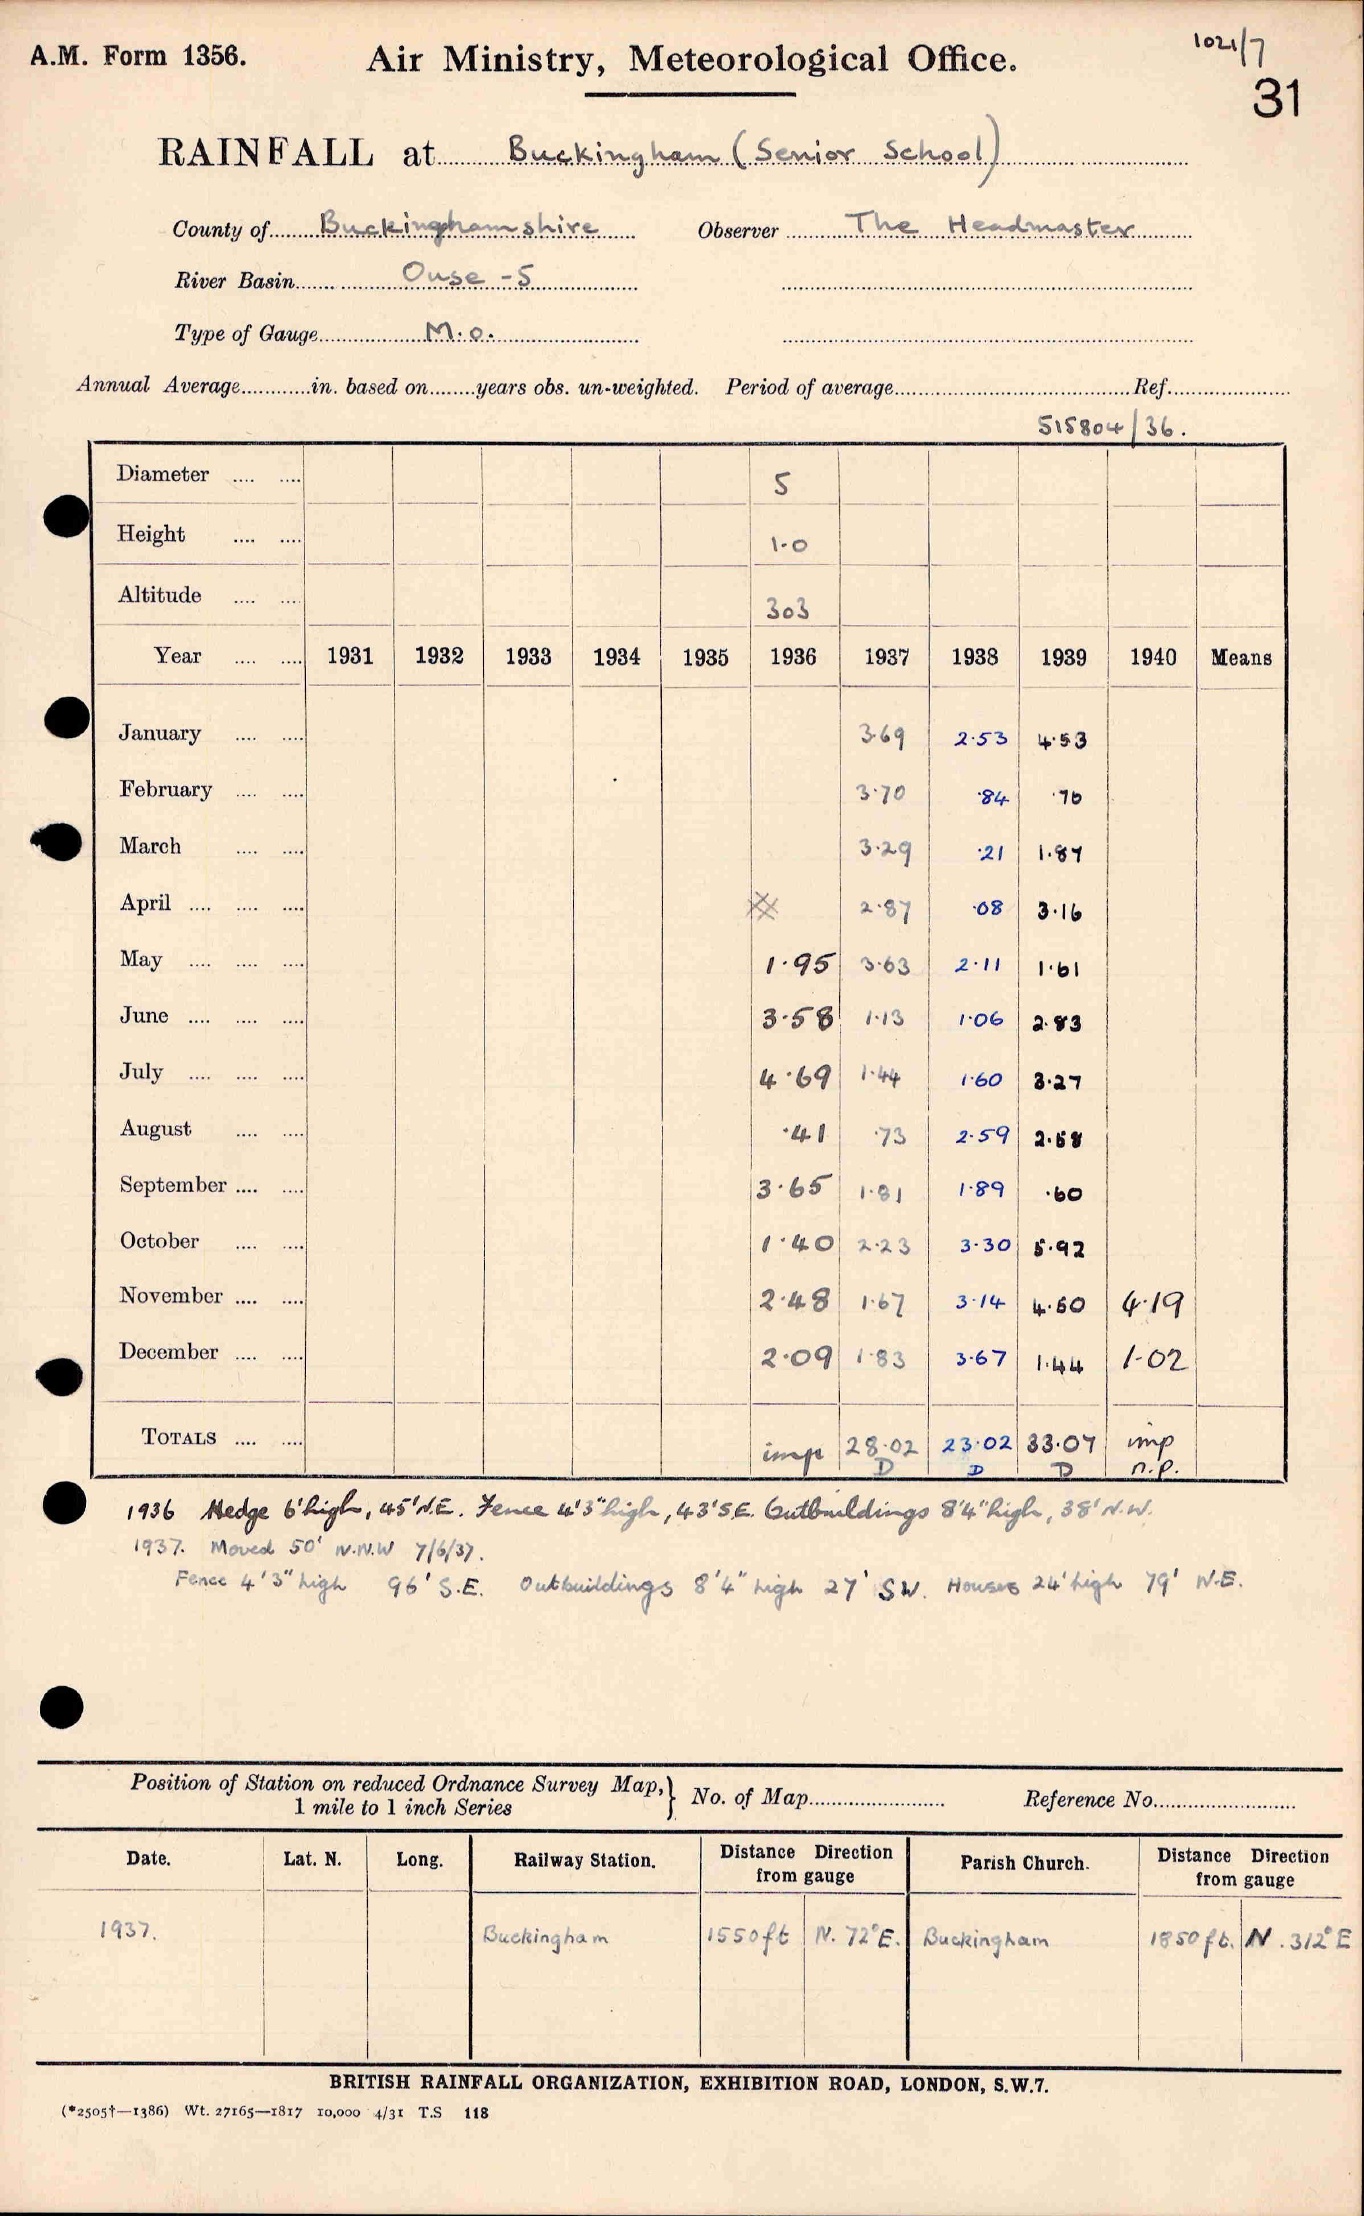 A.M. Form 1356.
Air Ministry, Meteorological Office.
1021/7
31
RAINFALL at Buckingham (Senior School)
County of Buckinghamshire Observer The Headmaster
River Basin Ouse - 5
Type of Gauge M.O.
Annual Average in. based on years obs. un-weighted. Period of average Ref.
515804/36.
Diameter 5
Height 1.0
Altitude 303
Year 1931 1932 1933 1934 1935 1936 1937 1938 1939 1940 Means
January 3.69 2.53 4.53
February 3.70 .84 .76
March 3.29 .21 1.87
April 2.87 .08 3.16
May 1.95 3.63 2.11 1.61
June 3.58 1.13 1.06 2.83
July 4.69 1.44 1.60 3.27
August .41 .73 2.59 2.58
September 3.65 1.81 1.89 .60
October 1.40 2.23 3.30 5.92
November 2.48 1.67 3.14 4.50 4.19
December 2.09 1.83 3.67 1.44 1.02
TOTALS imp 28.02 23.02 33.07 imp
D D D n.p.
1936 Hedge 6' high, 45' N.E. Fence 4'3" high, 43' S.E. Outbuildings 8'4" high, 38' N.W.
1937. Moved 50' N.N.W 7/6/37.
Fence 4'3" high 96' S.E. Outbuildings 8'4" high 27' SW. Houses 24' high 79' N.E.
Position of Station on reduced Ordnance Survey Map, } No. of Map Reference No.
1 mile to 1 inch Series
Date. Lat. N. Long. Railway Station. Distance Direction from gauge Parish Church. Distance Direction from gauge
1937. Buckingham 1550 ft N. 72° E. Buckingham 1850 ft. N. 312° E
BRITISH RAINFALL ORGANIZATION, EXHIBITION ROAD, LONDON, S.W.7.
(*2505†—1386) Wt. 27165—1817 10,000 4/31 T.S 118